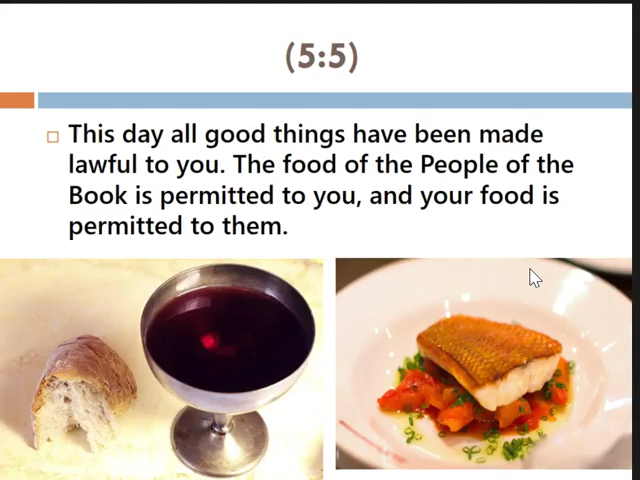 (5:5)
This day all good things have been made
lawful to you. The food of the People of the
Book is permitted to you, and your food is
permitted to them.